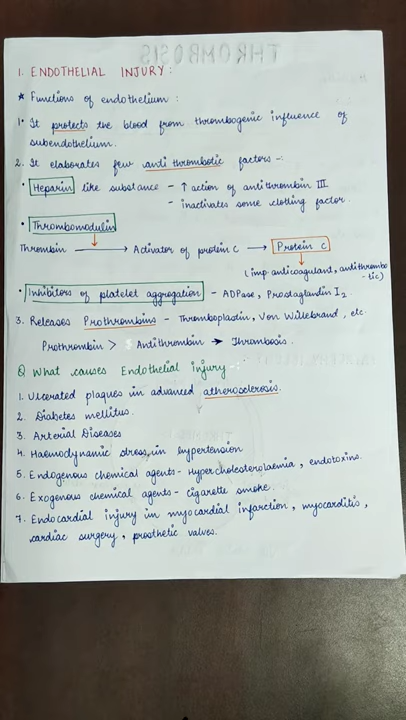 THROMBOSIS
1. ENDOTHELIAL INJURY:
* Functions of endothelium:
1. It protects the blood from thrombogenic influence of
subendothelium.
2. It elaborates few anti thrombotic factors -:
• Heparin like substance - ↑ action of antithrombin III
- inactivates some clotting factor.
• Thrombomodulin
Thrombin → Activator of protein C → Protein C
(imp anticoagulant, antithrombo
-tic)
• Inhibitors of platelet aggregation - ADPase, Prostaglandin I2.
3. Releases Prothrombins - Thromboplastin, Von Willebrand, etc.
Prothrombin > Antithrombin → Thrombosis.
Q What causes Endothelial injury -:
1. Ulcerated plaques in advanced atherosclerosis.
2. Diabetes mellitus.
3. Arterial Diseases
4. Haemodynamic stress in hypertension
5. Endogenous chemical agents - Hypercholesterolaemia, endotoxins.
6. Exogenous chemical agents - Cigarette smoke.
7. Endocardial injury in myocardial infarction, myocarditis,
cardiac surgery, prosthetic valves.